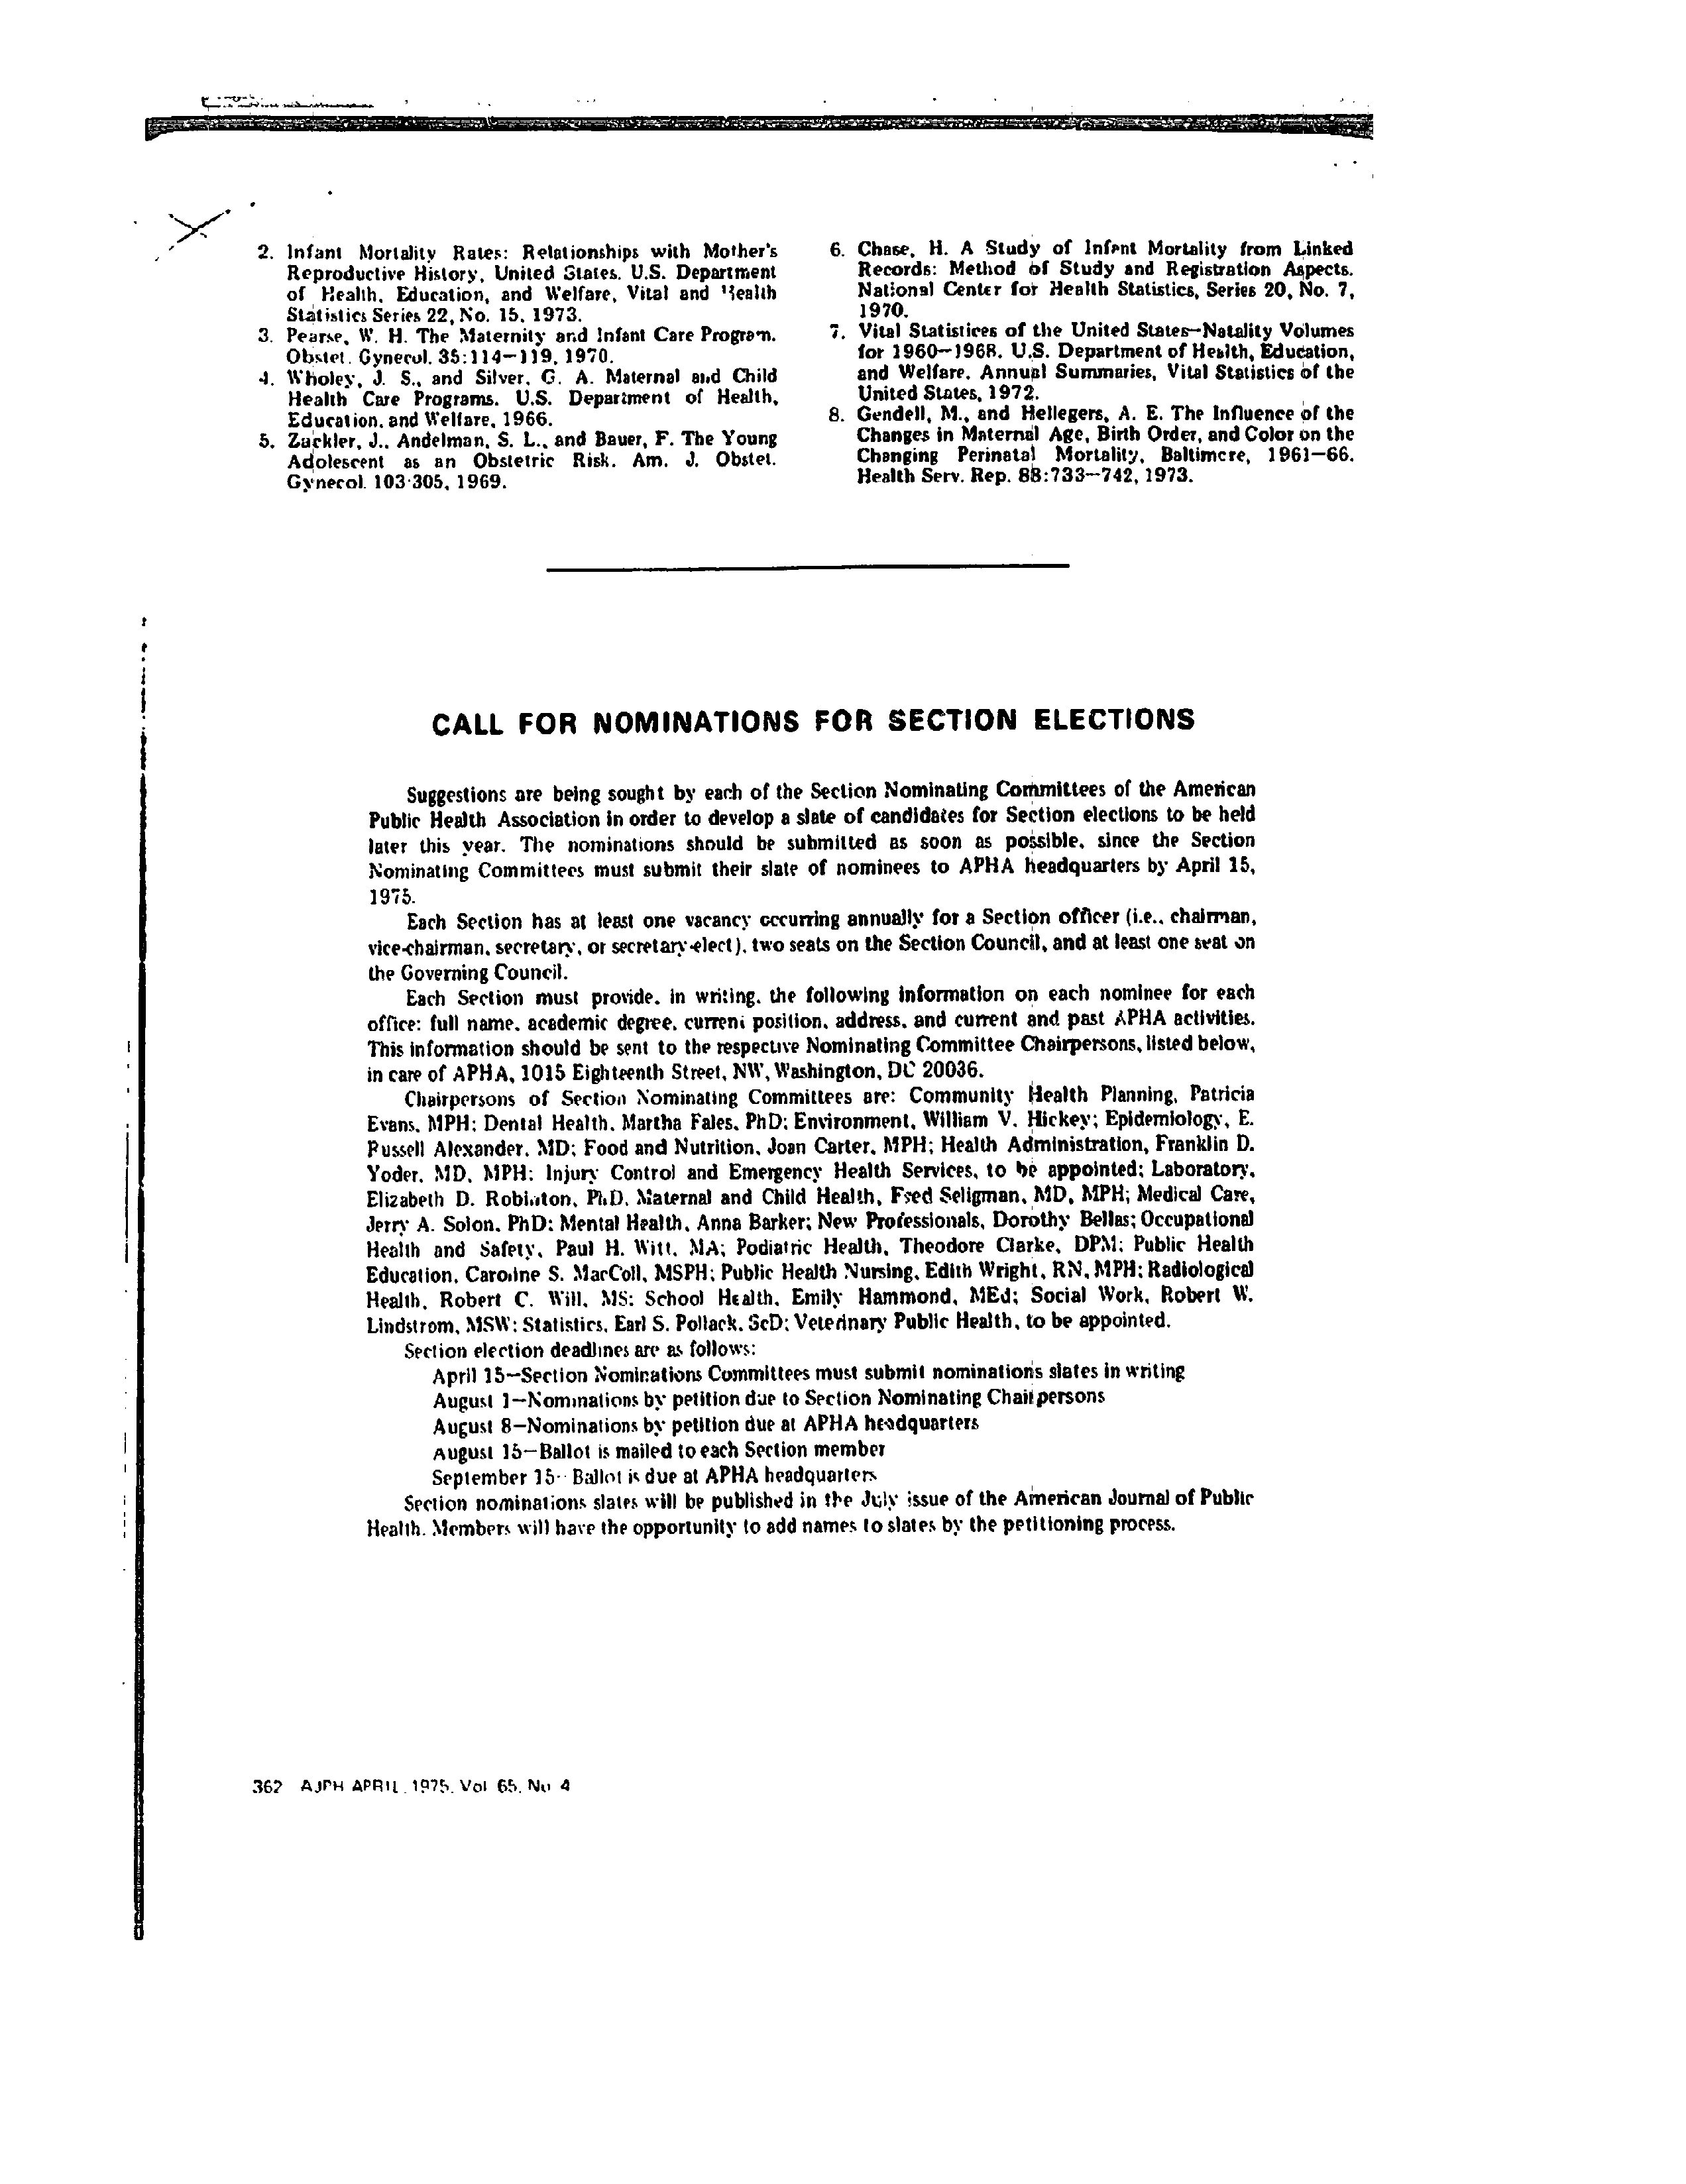 2. Infant Mortality Rates: Relationships with Mother's
Reproductive History, United States. U.S. Department
of Health, Education, and Welfare, Vital and Health
Statistics Series 22, No. 15, 1973.
3. Pearse, W. H. The Maternity and Infant Care Program.
Obstet. Gynecol. 35:114—119, 1970.
4. Wholey, J. S., and Silver, G. A. Maternal and Child
Health Care Programs. U.S. Department of Health,
Education, and Welfare, 1966.
5. Zackler, J., Andelman, S. L., and Bauer, F. The Young
Adolescent as an Obstetric Risk. Am. J. Obstet.
Gynecol. 103:305, 1969.
6. Chase, H. A Study of Infant Mortality from Linked
Records: Method of Study and Registration Aspects.
National Center for Health Statistics, Series 20, No. 7,
1970.
7. Vital Statistices of the United States—Natality Volumes
for 1960—1968. U.S. Department of Health, Education,
and Welfare. Annual Summaries, Vital Statistics of the
United States, 1972.
8. Gendell, M., and Hellegers, A. E. The Influence of the
Changes in Maternal Age, Birth Order, and Color on the
Changing Perinatal Mortality, Baltimore, 1961—66.
Health Serv. Rep. 88:733—742, 1973.
CALL FOR NOMINATIONS FOR SECTION ELECTIONS
Suggestions are being sought by each of the Section Nominating Committees of the American
Public Health Association in order to develop a slate of candidates for Section elections to be held
later this year. The nominations should be submitted as soon as possible, since the Section
Nominating Committees must submit their slate of nominees to APHA headquarters by April 15,
1975.
Each Section has at least one vacancy occurring annually for a Section officer (i.e., chairman,
vice-chairman, secretary, or secretary-elect), two seats on the Section Council, and at least one seat on
the Governing Council.
Each Section must provide, in writing, the following information on each nominee for each
office: full name, academic degree, current position, address, and current and past APHA activities.
This information should be sent to the respective Nominating Committee Chairpersons, listed below,
in care of APHA, 1015 Eighteenth Street, NW, Washington, DC 20036.
Chairpersons of Section Nominating Committees are: Community Health Planning, Patricia
Evans, MPH; Dental Health, Martha Fales, PhD; Environment, William V. Hickey; Epidemiology, E.
Russell Alexander, MD; Food and Nutrition, Joan Carter, MPH; Health Administration, Franklin D.
Yoder, MD, MPH; Injury Control and Emergency Health Services, to be appointed; Laboratory,
Elizabeth D. Robinton, PhD, Maternal and Child Health, Fred Seligman, MD, MPH; Medical Care,
Jerry A. Solon, PhD; Mental Health, Anna Barker; New Professionals, Dorothy Bellas; Occupational
Health and Safety, Paul H. Witt, MA; Podiatric Health, Theodore Clarke, DPM; Public Health
Education, Caroline S. MacColl, MSPH; Public Health Nursing, Edith Wright, RN, MPH; Radiological
Health, Robert C. Will, MS; School Health, Emily Hammond, MEd; Social Work, Robert W.
Lindstrom, MSW; Statistics, Earl S. Pollack, ScD; Veterinary Public Health, to be appointed.
Section election deadlines are as follows:
April 15—Section Nominations Committees must submit nominations slates in writing
August 1—Nominations by petition due to Section Nominating Chairpersons
August 8—Nominations by petition due at APHA headquarters
August 15—Ballot is mailed to each Section member
September 15—Ballot is due at APHA headquarters
Section nominations slates will be published in the July issue of the American Journal of Public
Health. Members will have the opportunity to add names to slates by the petitioning process.
362 AJPH APRIL, 1975, Vol. 65, No. 4